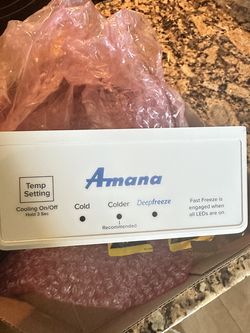 Temp
Setting
Cooling On/Off
Hold 3 Sec
Amana
Cold
Colder
Deepfreeze
Recommended
Fast Freeze is
engaged when
all LEDs are on.